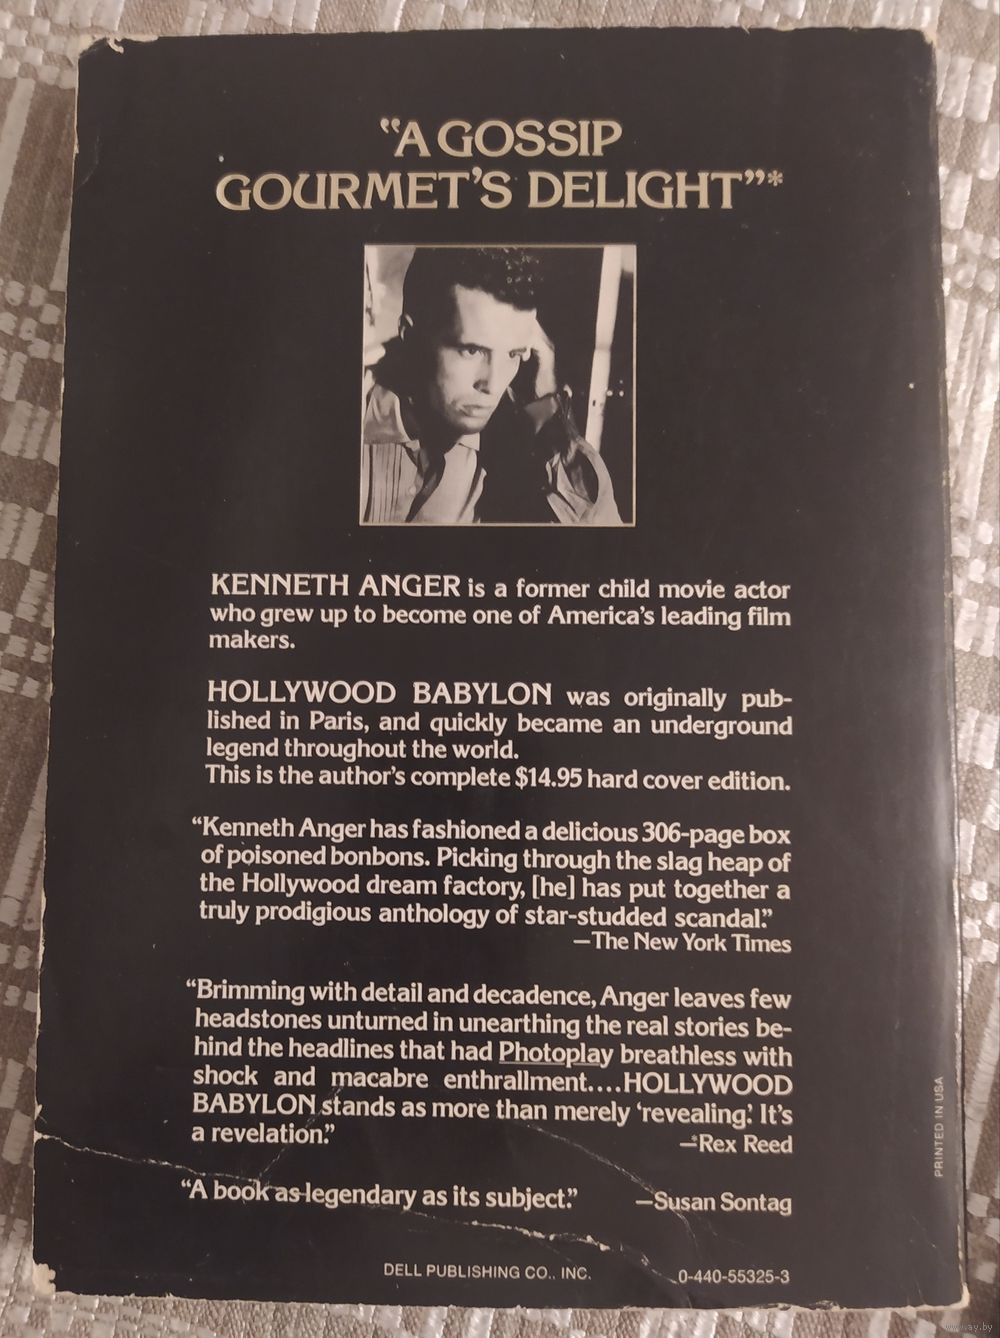 “A GOSSIP
GOURMET’S DELIGHT”*
KENNETH ANGER is a former child movie actor
who grew up to become one of America’s leading film
makers.
HOLLYWOOD BABYLON was originally pub-
lished in Paris, and quickly became an underground
legend throughout the world.
This is the author’s complete $14.95 hard cover edition.
“Kenneth Anger has fashioned a delicious 306-page box
of poisoned bonbons. Picking through the slag heap of
the Hollywood dream factory, [he] has put together a
truly prodigious anthology of star-studded scandal.”
—The New York Times
“Brimming with detail and decadence, Anger leaves few
headstones unturned in unearthing the real stories be-
hind the headlines that had Photoplay breathless with
shock and macabre enthrallment....HOLLYWOOD
BABYLON stands as more than merely ‘revealing.’ It’s
a revelation.”
—*Rex Reed
“A book as legendary as its subject.” —Susan Sontag
DELL PUBLISHING CO., INC. 0-440-55325-3
PRINTED IN USA
www.ay.by